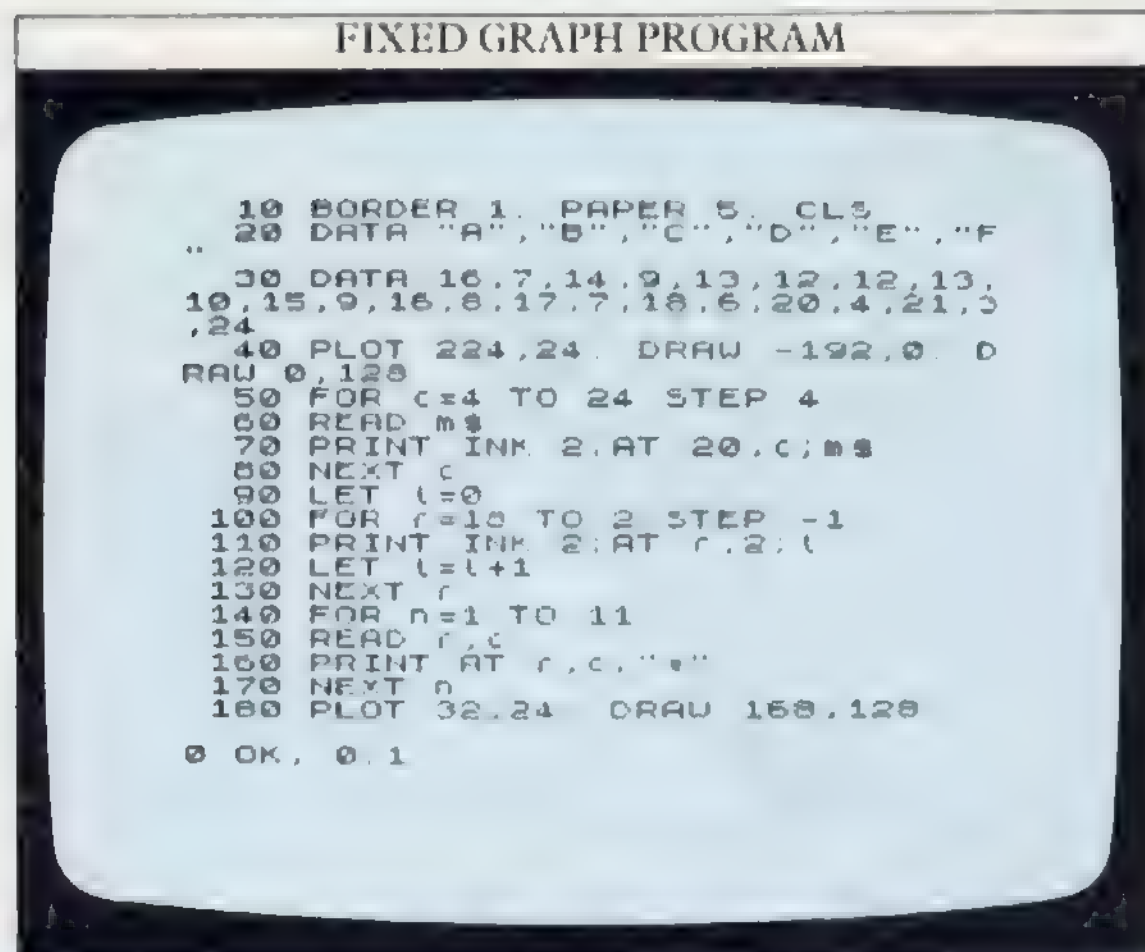 FIXED GRAPH PROGRAM
10 BORDER 1: PAPER 5: CLS
20 DATA "A","B","C","D","E","F
"
30 DATA 16,7,14,9,13,12,12,13,
10,15,9,16,8,17,7,18,6,20,4,21,3
,24
40 PLOT 224,24: DRAW -192,0: D
RAW 0,128
50 FOR c=4 TO 24 STEP 4
60 READ m$
70 PRINT INK 2;AT 20,c;m$
80 NEXT c
90 LET l=0
100 FOR r=18 TO 2 STEP -1
110 PRINT INK 2;AT r,2;l
120 LET l=l+1
130 NEXT r
140 FOR n=1 TO 11
150 READ r,c
160 PRINT AT r,c;"*"
170 NEXT n
180 PLOT 32,24: DRAW 168,128
0 OK, 0:1